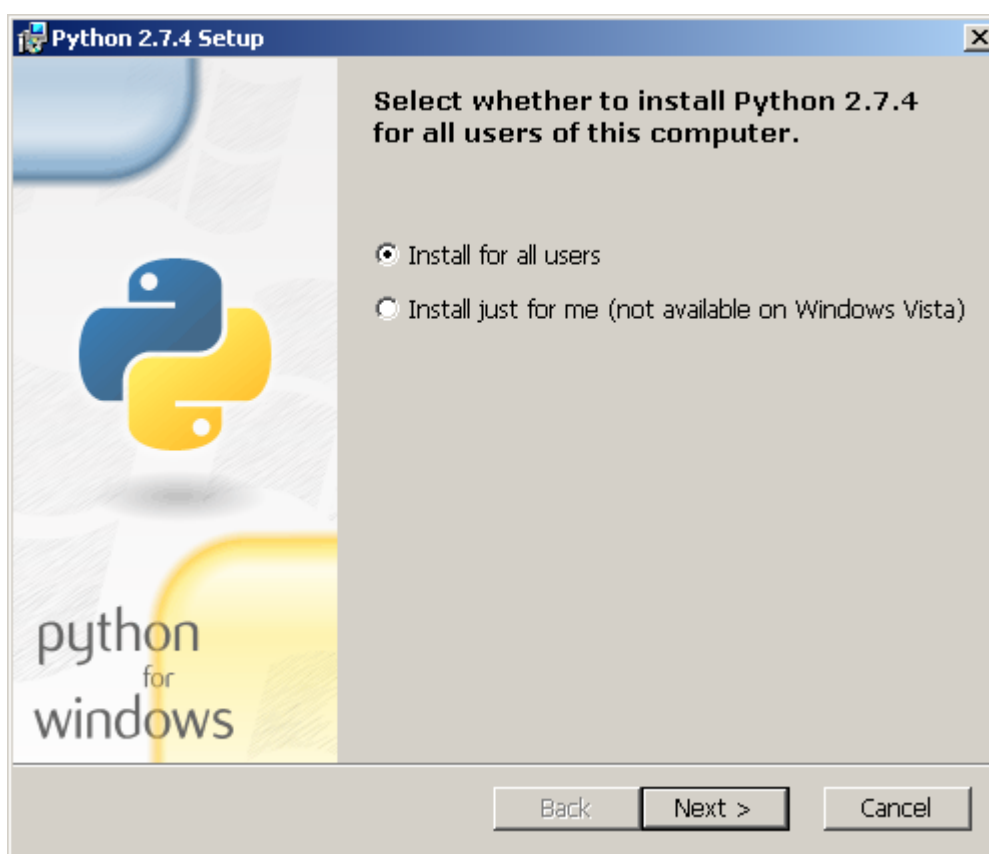 Python 2.7.4 Setup
Select whether to install Python 2.7.4
for all users of this computer.
Install for all users
Install just for me (not available on Windows Vista)
python
for
windows
Back
Next >
Cancel